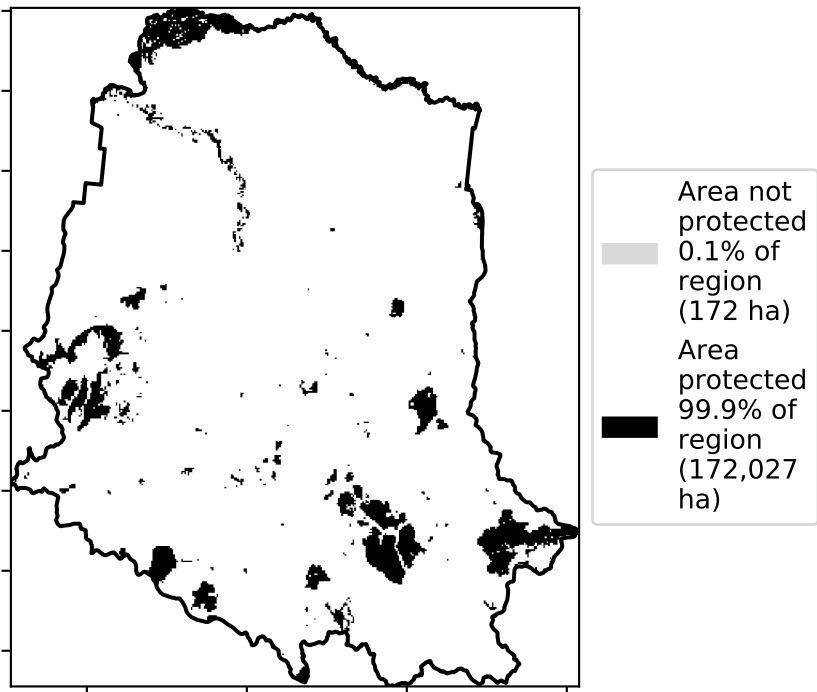 Area not
protected
0.1% of
region
(172 ha)
Area
protected
99.9% of
region
(172,027
ha)